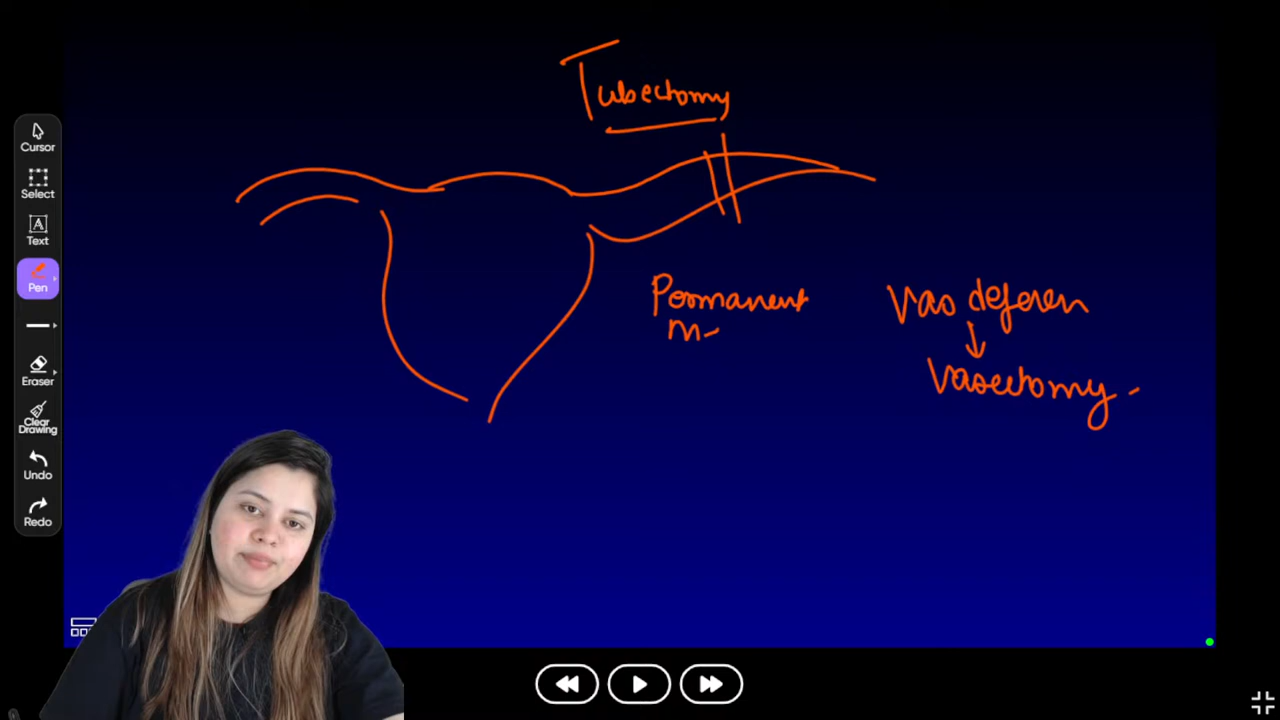 Cursor
Select
Text
Pen
Eraser
Clear
Drawing
Undo
Redo
Tubectomy
Permanent
m-
Vas deferen
Vasectomy -